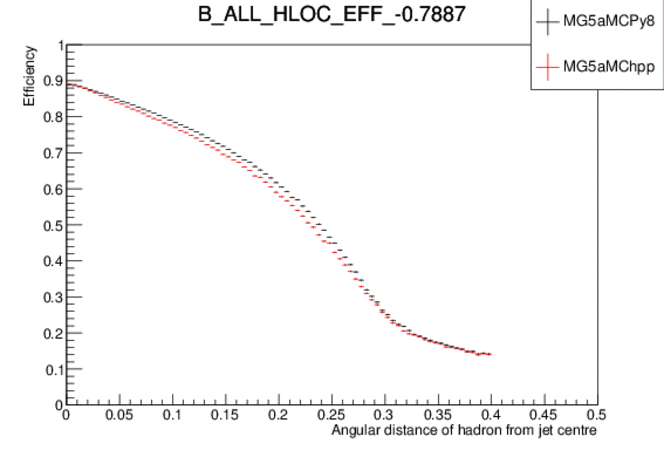 B_ALL_HLOC_EFF_-0.7887
MG5aMCPy8
MG5aMChpp
Efficiency
1
0.9
0.8
0.7
0.6
0.5
0.4
0.3
0.2
0.1
0
0 0.05 0.1 0.15 0.2 0.25 0.3 0.35 0.4 0.45 0.5
Angular distance of hadron from jet centre